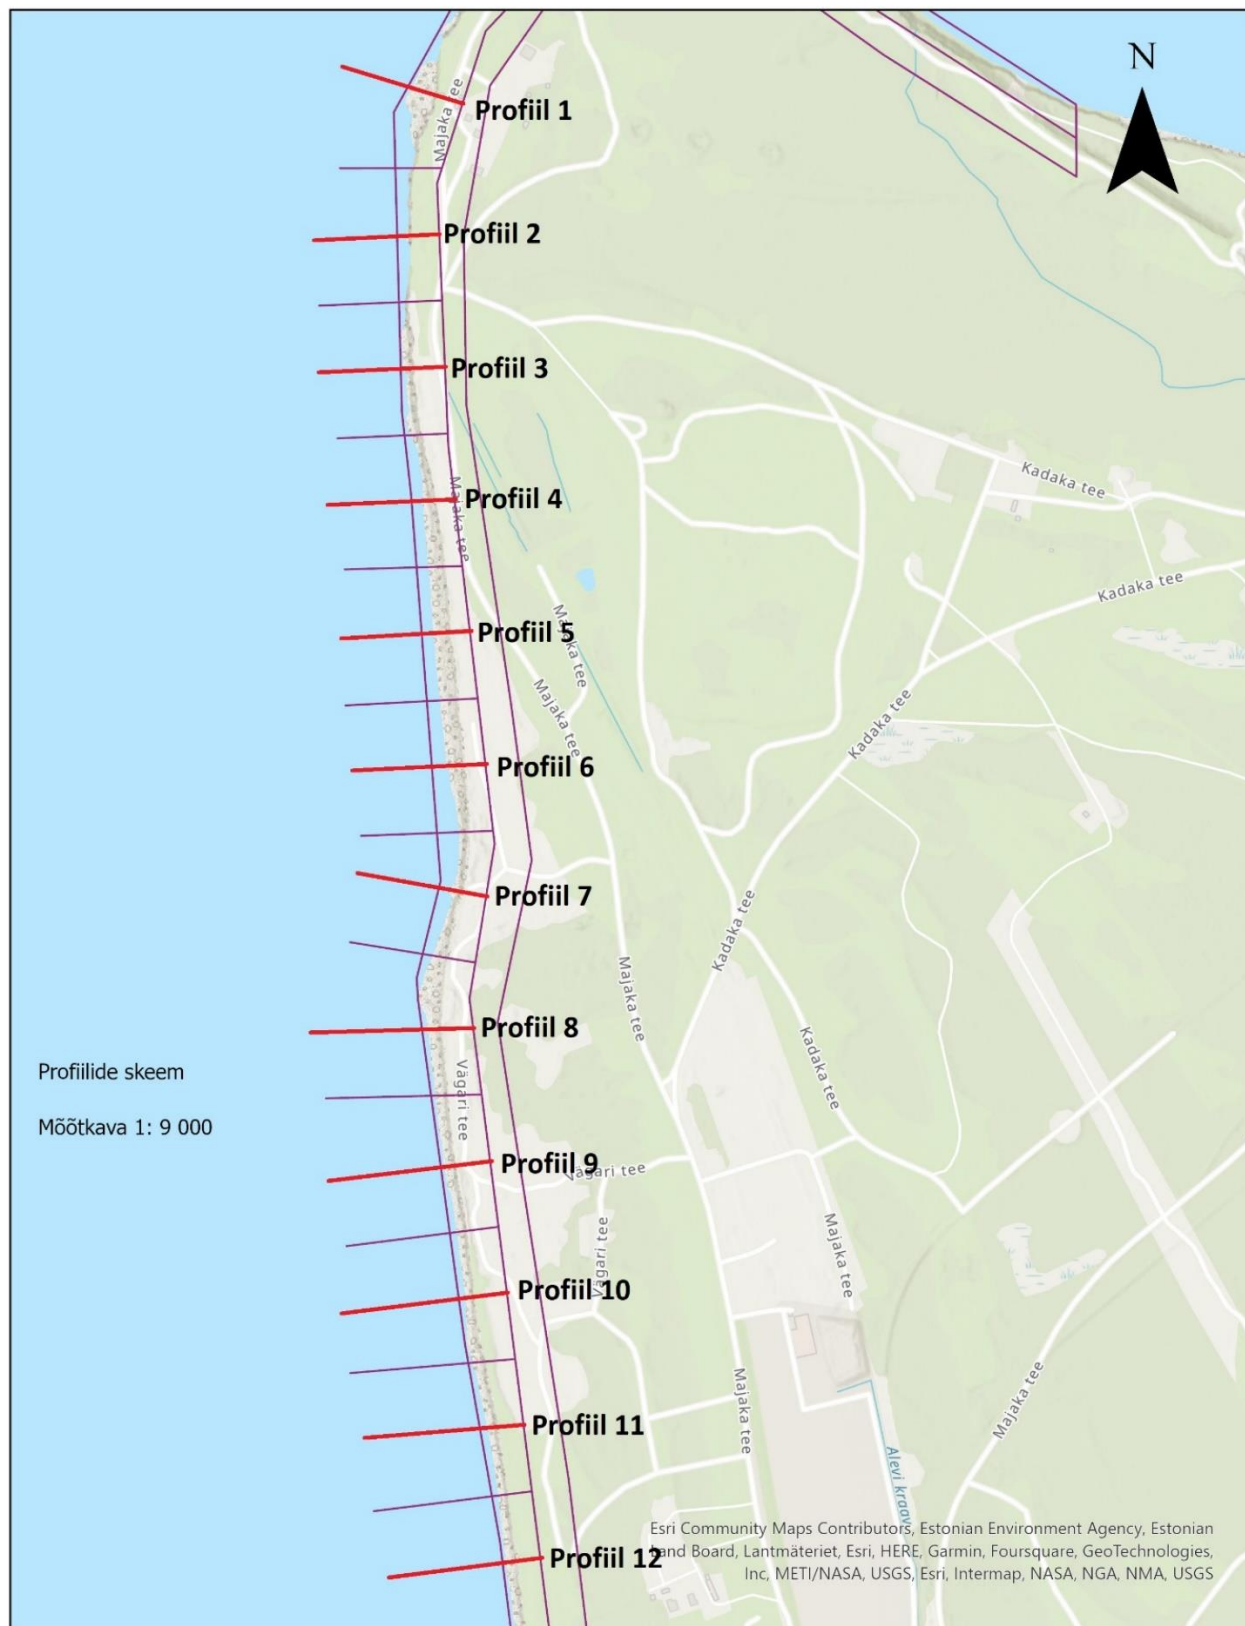 N
Profiil 1
Majaka tee
Profiil 2
Profiil 3
Kadaka tee
Profiil 4
Majaka tee
Kadaka tee
Profiil 5
Majaka tee
Majaka tee
Kadaka tee
Profiil 6
Profiil 7
Kadaka tee
Majaka tee
Profiil 8
Kadaka tee
Profiilide skeem
Vägari tee
Mõõtkava 1: 9 000
Profiil 9
Vägari tee
Vägari tee
Majaka tee
Profiil 10
Majaka tee
Majaka tee
Profiil 11
Alevi kraav
Esri Community Maps Contributors, Estonian Environment Agency, Estonian
Land Board, Lantmäteriet, Esri, HERE, Garmin, Foursquare, GeoTechnologies,
Profiil 12
Inc, METI/NASA, USGS, Esri, Intermap, NASA, NGA, NMA, USGS